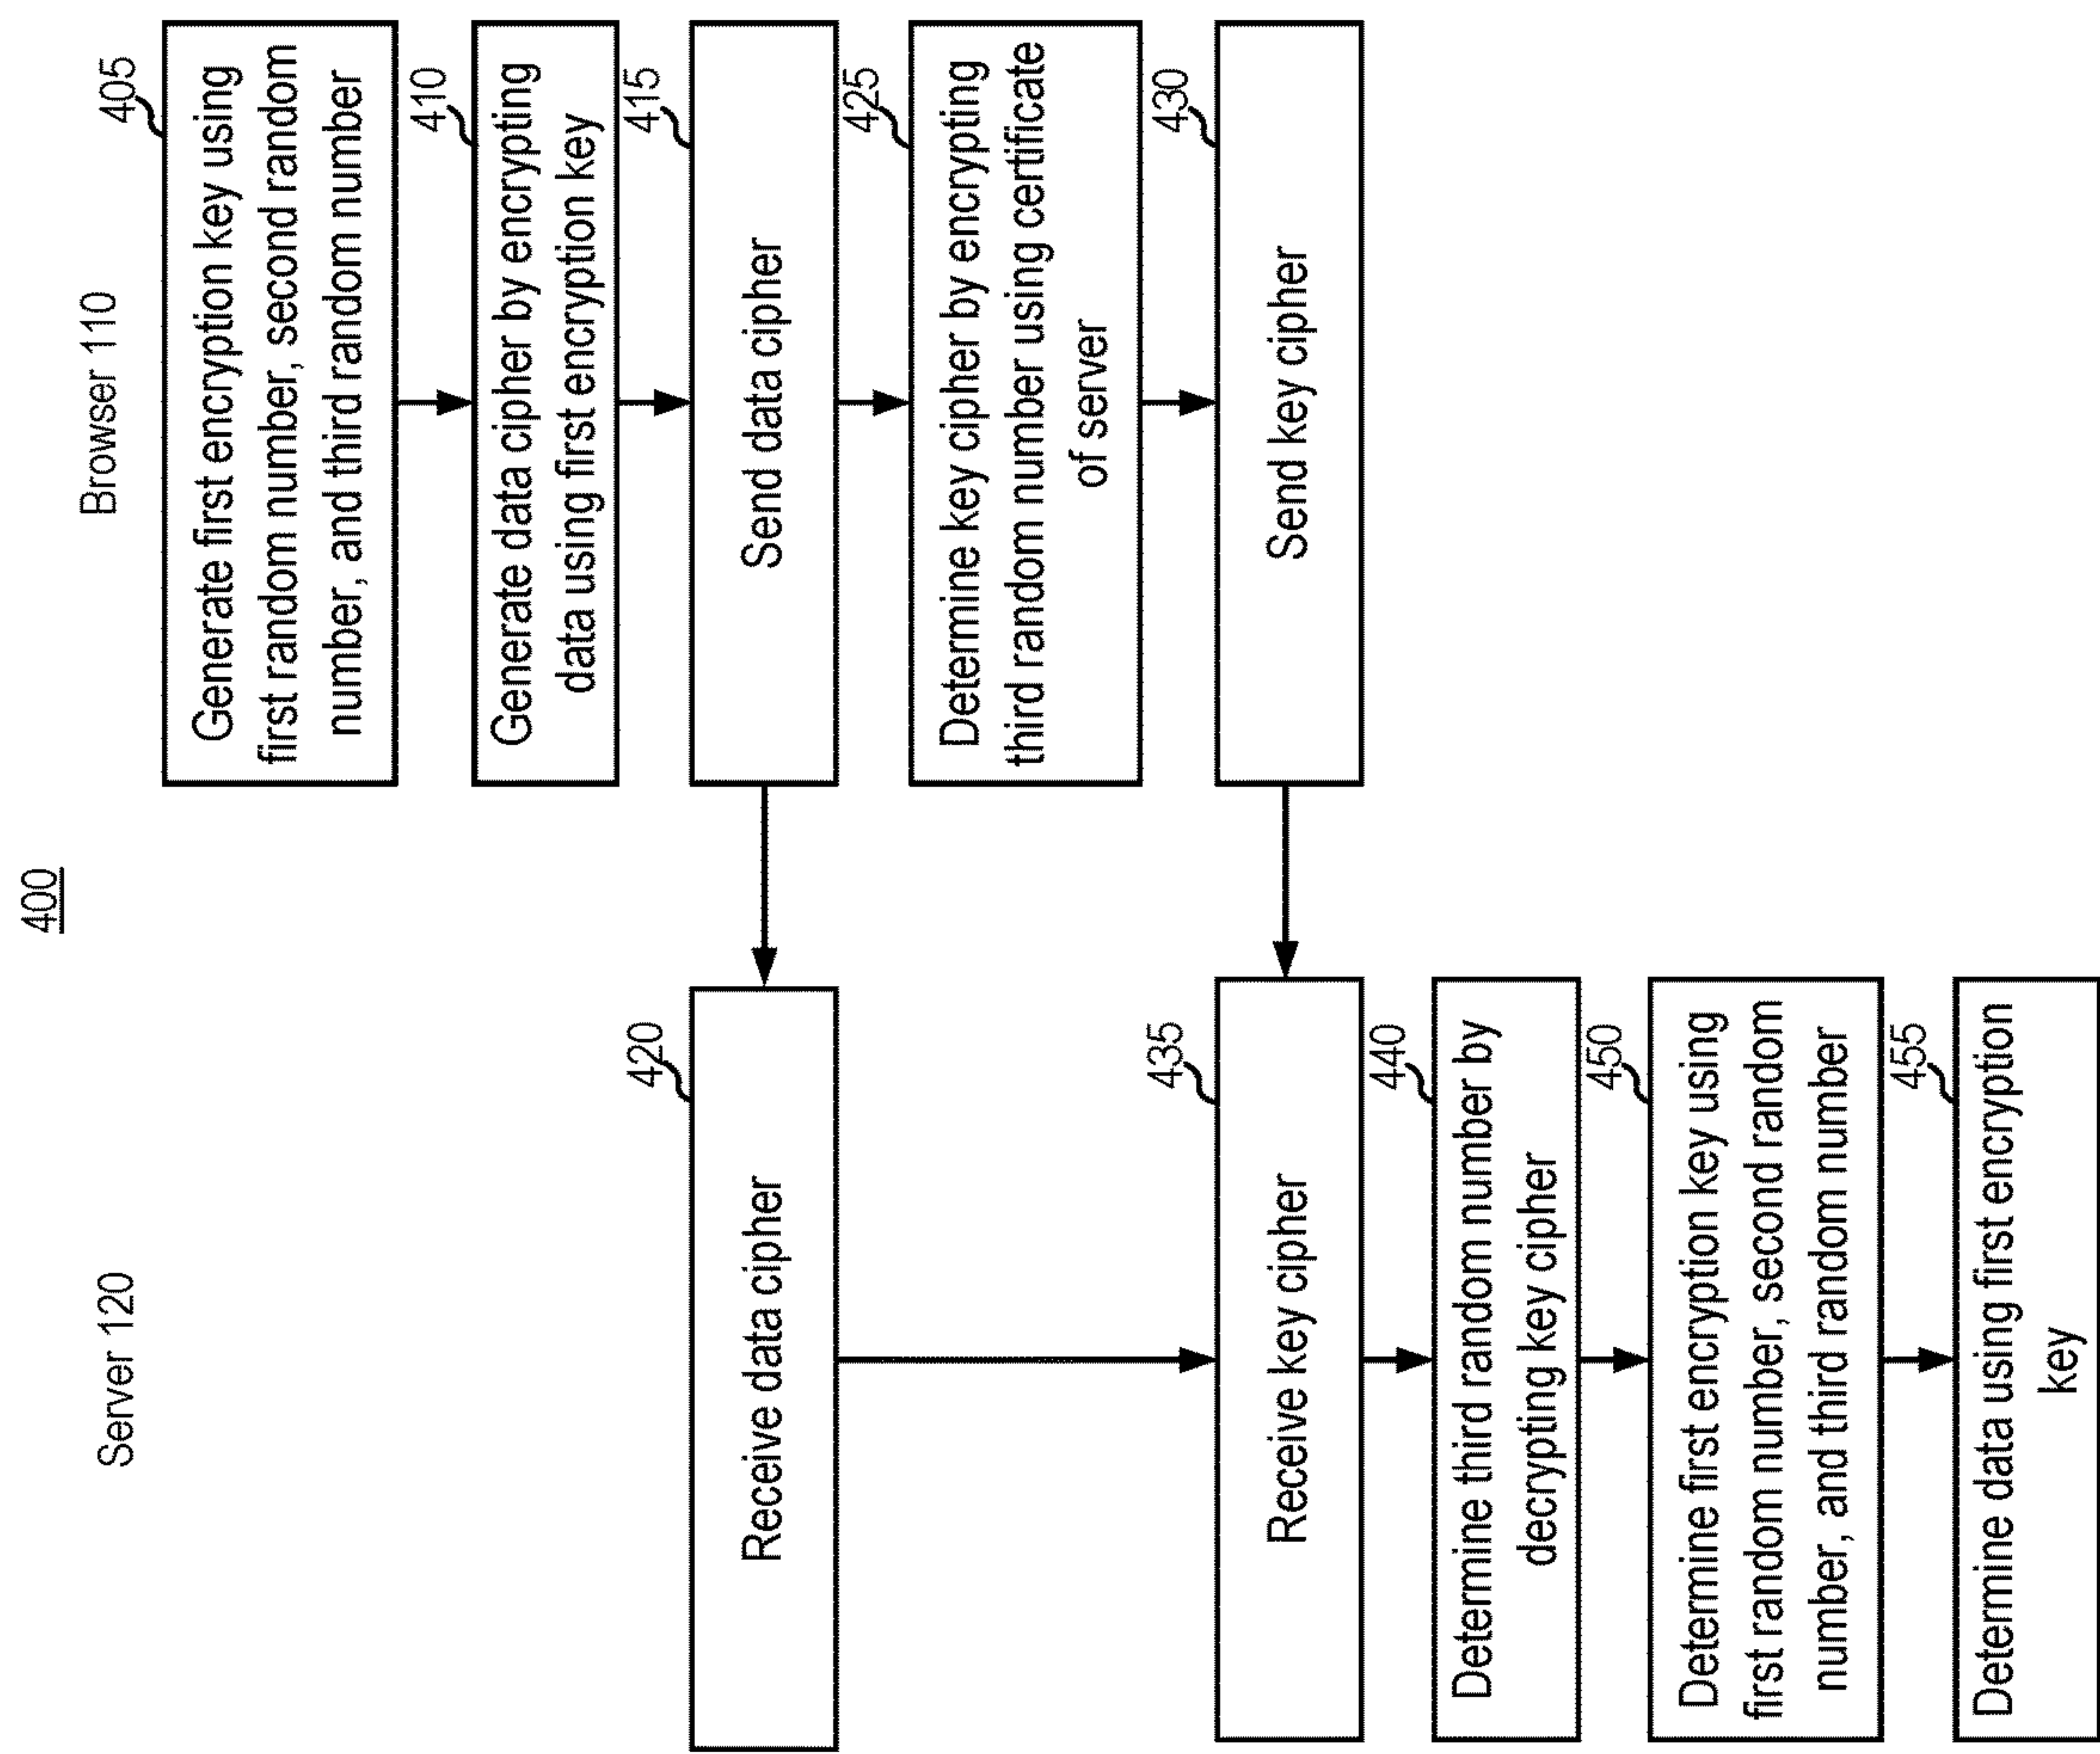 400
Server 120
Browser 110
405
Generate first encryption key using
first random number, second random
number, and third random number
410
Generate data cipher by encrypting
data using first encryption key
415
Send data cipher
420
Receive data cipher
425
Determine key cipher by encrypting
third random number using certificate
of server
430
Send key cipher
435
Receive key cipher
440
Determine third random number by
decrypting key cipher
450
Determine first encryption key using
first random number, second random
number, and third random number
455
Determine data using first encryption
key